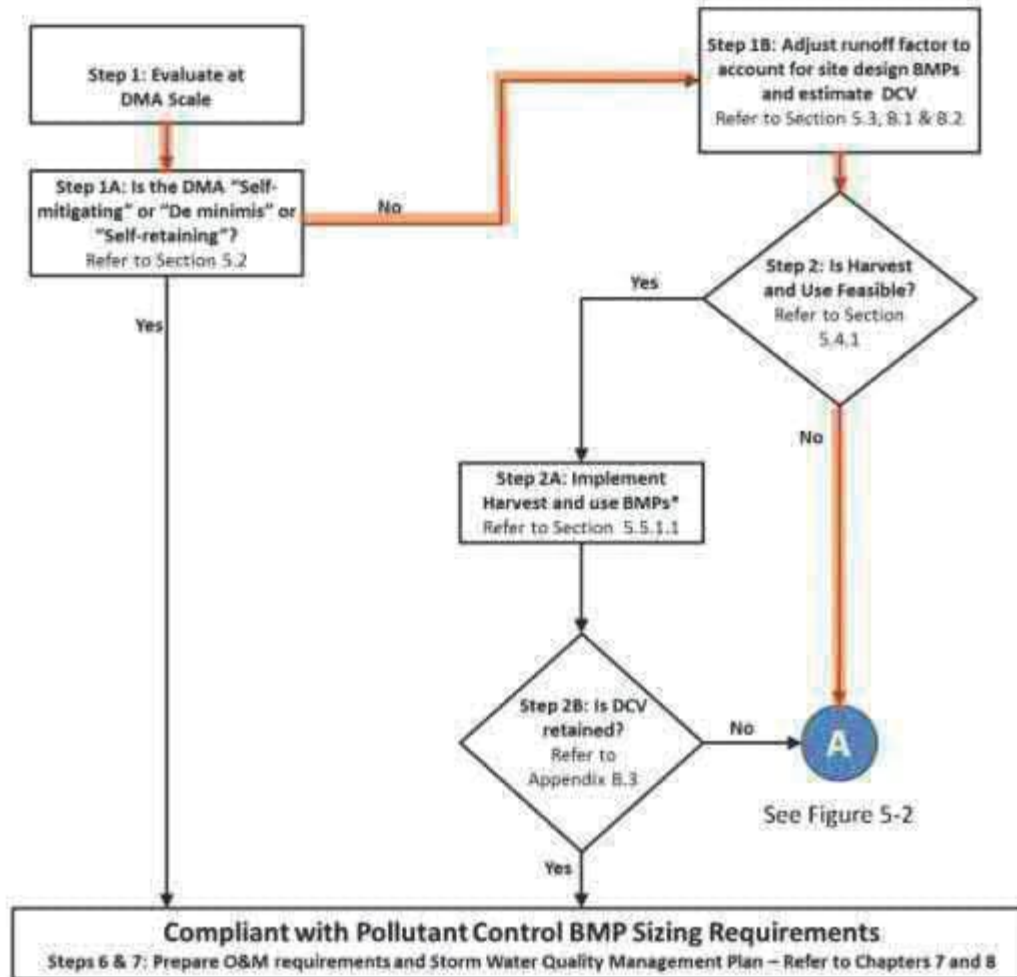 Step 1: Evaluate at
DMA Scale
Step 1A: Is the DMA "Self-
mitigating" or "De minimis" or
"Self-retaining"?
Refer to Section 5.2
No
Yes
Step 1B: Adjust runoff factor to
account for site design BMPs
and estimate DCV
Refer to Section 5.3, B.1 & B.2
Step 2: Is Harvest
and Use Feasible?
Refer to Section
5.4.1
Yes
No
Step 2A: Implement
Harvest and use BMPs*
Refer to Section 5.5.1.1
Step 2B: Is DCV
retained?
Refer to
Appendix B.3
No
A
See Figure 5-2
Yes
Compliant with Pollutant Control BMP Sizing Requirements
Steps 6 & 7: Prepare O&M requirements and Storm Water Quality Management Plan – Refer to Chapters 7 and 8